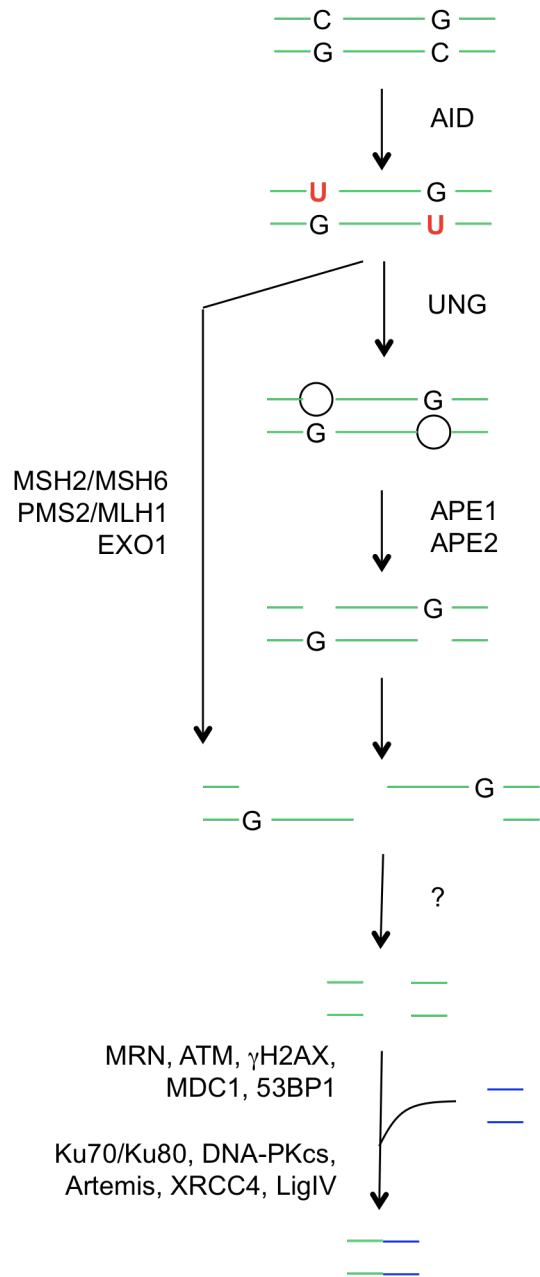 C G
G C
AID
U G
G U
UNG
G
G
MSH2/MSH6
PMS2/MLH1
EXO1
APE1
APE2
G
G
G
G
?
MRN, ATM, γH2AX,
MDC1, 53BP1
Ku70/Ku80, DNA-PKcs,
Artemis, XRCC4, LigIV